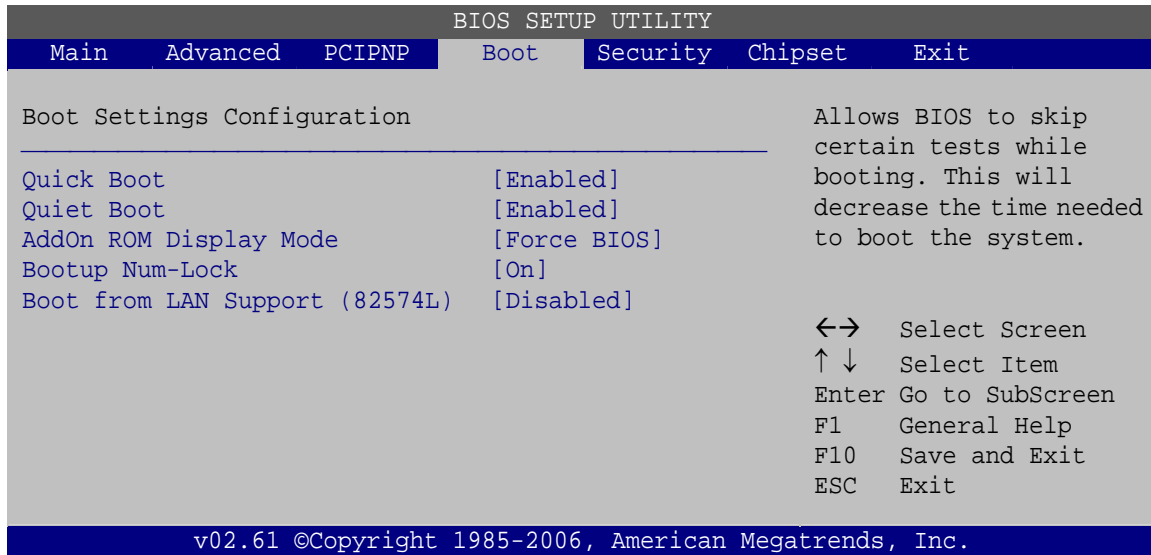 BIOS SETUP UTILITY
Main Advanced PCIPNP Boot Security Chipset Exit
Boot Settings Configuration
Quick Boot [Enabled]
Quiet Boot [Enabled]
AddOn ROM Display Mode [Force BIOS]
Bootup Num-Lock [On]
Boot from LAN Support (82574L) [Disabled]
Allows BIOS to skip
certain tests while
booting. This will
decrease the time needed
to boot the system.
←→ Select Screen
↑ ↓ Select Item
Enter Go to SubScreen
F1 General Help
F10 Save and Exit
ESC Exit
v02.61 ©Copyright 1985-2006, American Megatrends, Inc.